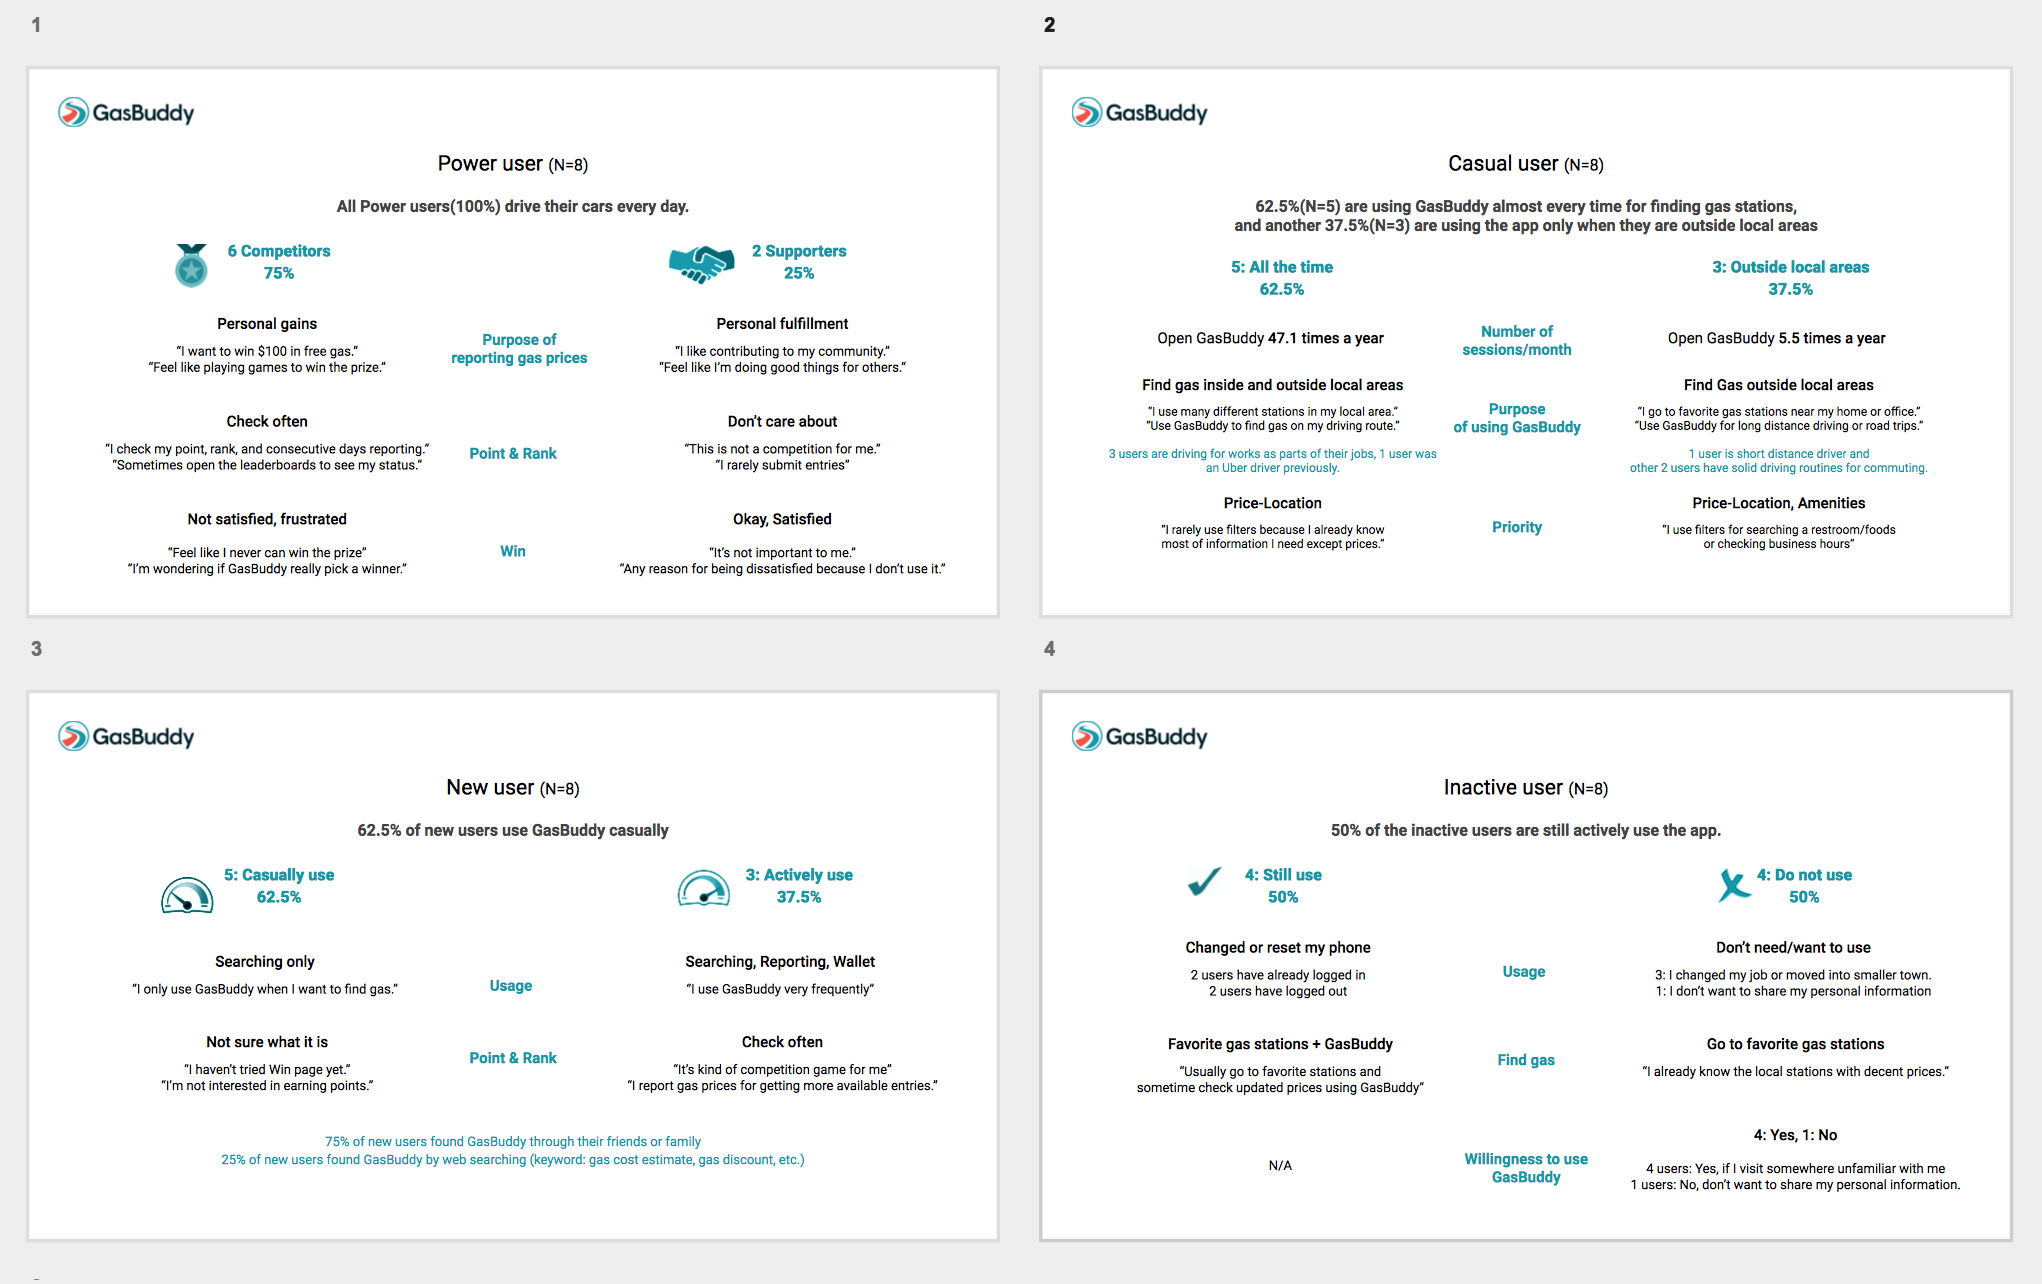 1
GasBuddy
Power user (N=8)
All Power users(100%) drive their cars every day.
6 Competitors
75%
2 Supporters
25%
Personal gains
“I want to win $100 in free gas.”
“Feel like playing games to win the prize.”
Purpose of
reporting gas prices
Personal fulfillment
“I like contributing to my community.”
“Feel like I’m doing good things for others.”
Check often
“I check my point, rank, and consecutive days reporting.”
“Sometimes open the leaderboards to see my status.”
Point & Rank
Don’t care about
“This is not a competition for me.”
“I rarely submit entries”
Not satisfied, frustrated
“Feel like I never can win the prize”
“I’m wondering if GasBuddy really pick a winner.”
Win
Okay, Satisfied
“It’s not important to me.”
“Any reason for being dissatisfied because I don’t use it.”
2
GasBuddy
Casual user (N=8)
62.5%(N=5) are using GasBuddy almost every time for finding gas stations,
and another 37.5%(N=3) are using the app only when they are outside local areas
5: All the time
62.5%
3: Outside local areas
37.5%
Open GasBuddy 47.1 times a year
Number of
sessions/month
Open GasBuddy 5.5 times a year
Find gas inside and outside local areas
“I use many different stations in my local area.”
“Use GasBuddy to find gas on my driving route.”
3 users are driving for works as parts of their jobs, 1 user was
an Uber driver previously.
Purpose
of using GasBuddy
Find Gas outside local areas
“I go to favorite gas stations near my home or office.”
“Use GasBuddy for long distance driving or road trips.”
1 user is short distance driver and
other 2 users have solid driving routines for commuting.
Price-Location
“I rarely use filters because I already know
most of information I need except prices.”
Priority
Price-Location, Amenities
“I use filters for searching a restroom/foods
or checking business hours”
3
GasBuddy
New user (N=8)
62.5% of new users use GasBuddy casually
5: Casually use
62.5%
3: Actively use
37.5%
Searching only
“I only use GasBuddy when I want to find gas.”
Usage
Searching, Reporting, Wallet
“I use GasBuddy very frequently”
Not sure what it is
“I haven’t tried Win page yet.”
“I’m not interested in earning points.”
Point & Rank
Check often
“It’s kind of competition game for me”
“I report gas prices for getting more available entries.”
75% of new users found GasBuddy through their friends or family
25% of new users found GasBuddy by web searching (keyword: gas cost estimate, gas discount, etc.)
4
GasBuddy
Inactive user (N=8)
50% of the inactive users are still actively use the app.
4: Still use
50%
4: Do not use
50%
Changed or reset my phone
2 users have already logged in
2 users have logged out
Usage
Don’t need/want to use
3: I changed my job or moved into smaller town.
1: I don’t want to share my personal information
Favorite gas stations + GasBuddy
“Usually go to favorite stations and
sometime check updated prices using GasBuddy”
Find gas
Go to favorite gas stations
“I already know the local stations with decent prices.”
N/A
Willingness to use
GasBuddy
4: Yes, 1: No
4 users: Yes, if I visit somewhere unfamiliar with me
1 users: No, don’t want to share my personal information.